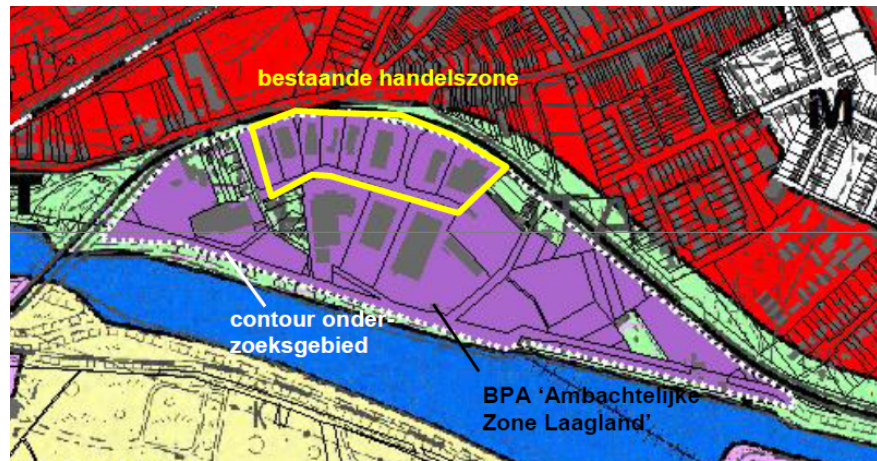 bestaande handelszone
M
T
contour onder-
zoeksgebied
BPA ‘Ambachtelijke
Zone Laagland’